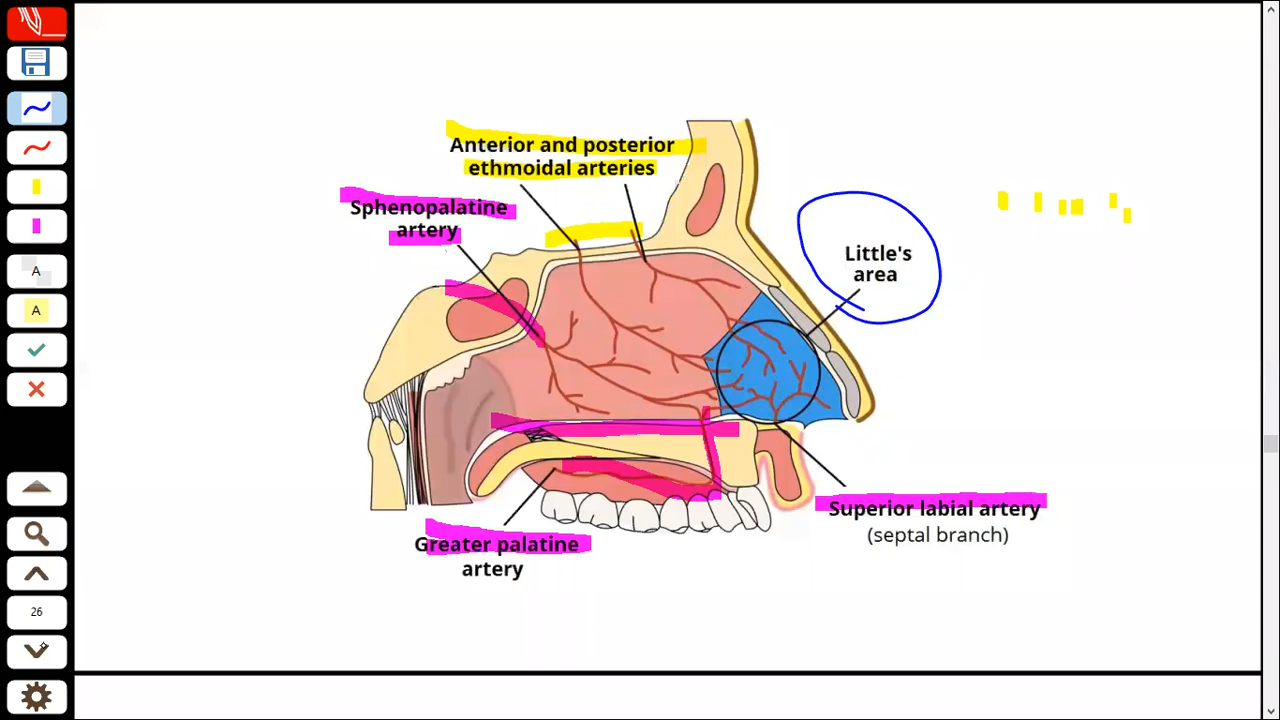 Anterior and posterior
ethmoidal arteries
Sphenopalatine
artery
Little's
area
Superior labial artery
(septal branch)
Greater palatine
artery
A
A
26